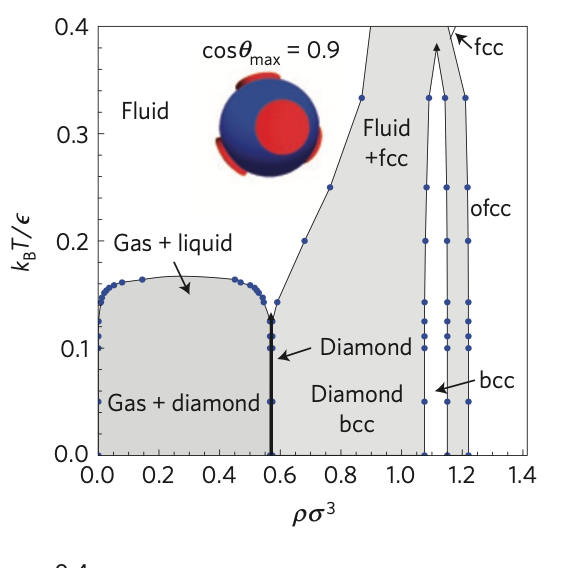 0.4
cosθmax = 0.9
fcc
Fluid
0.3
Fluid
+fcc
kBT/ϵ
ofcc
0.2
Gas + liquid
0.1
Diamond
bcc
Gas + diamond
Diamond
bcc
0.0
0.0 0.2 0.4 0.6 0.8 1.0 1.2 1.4
ρσ³